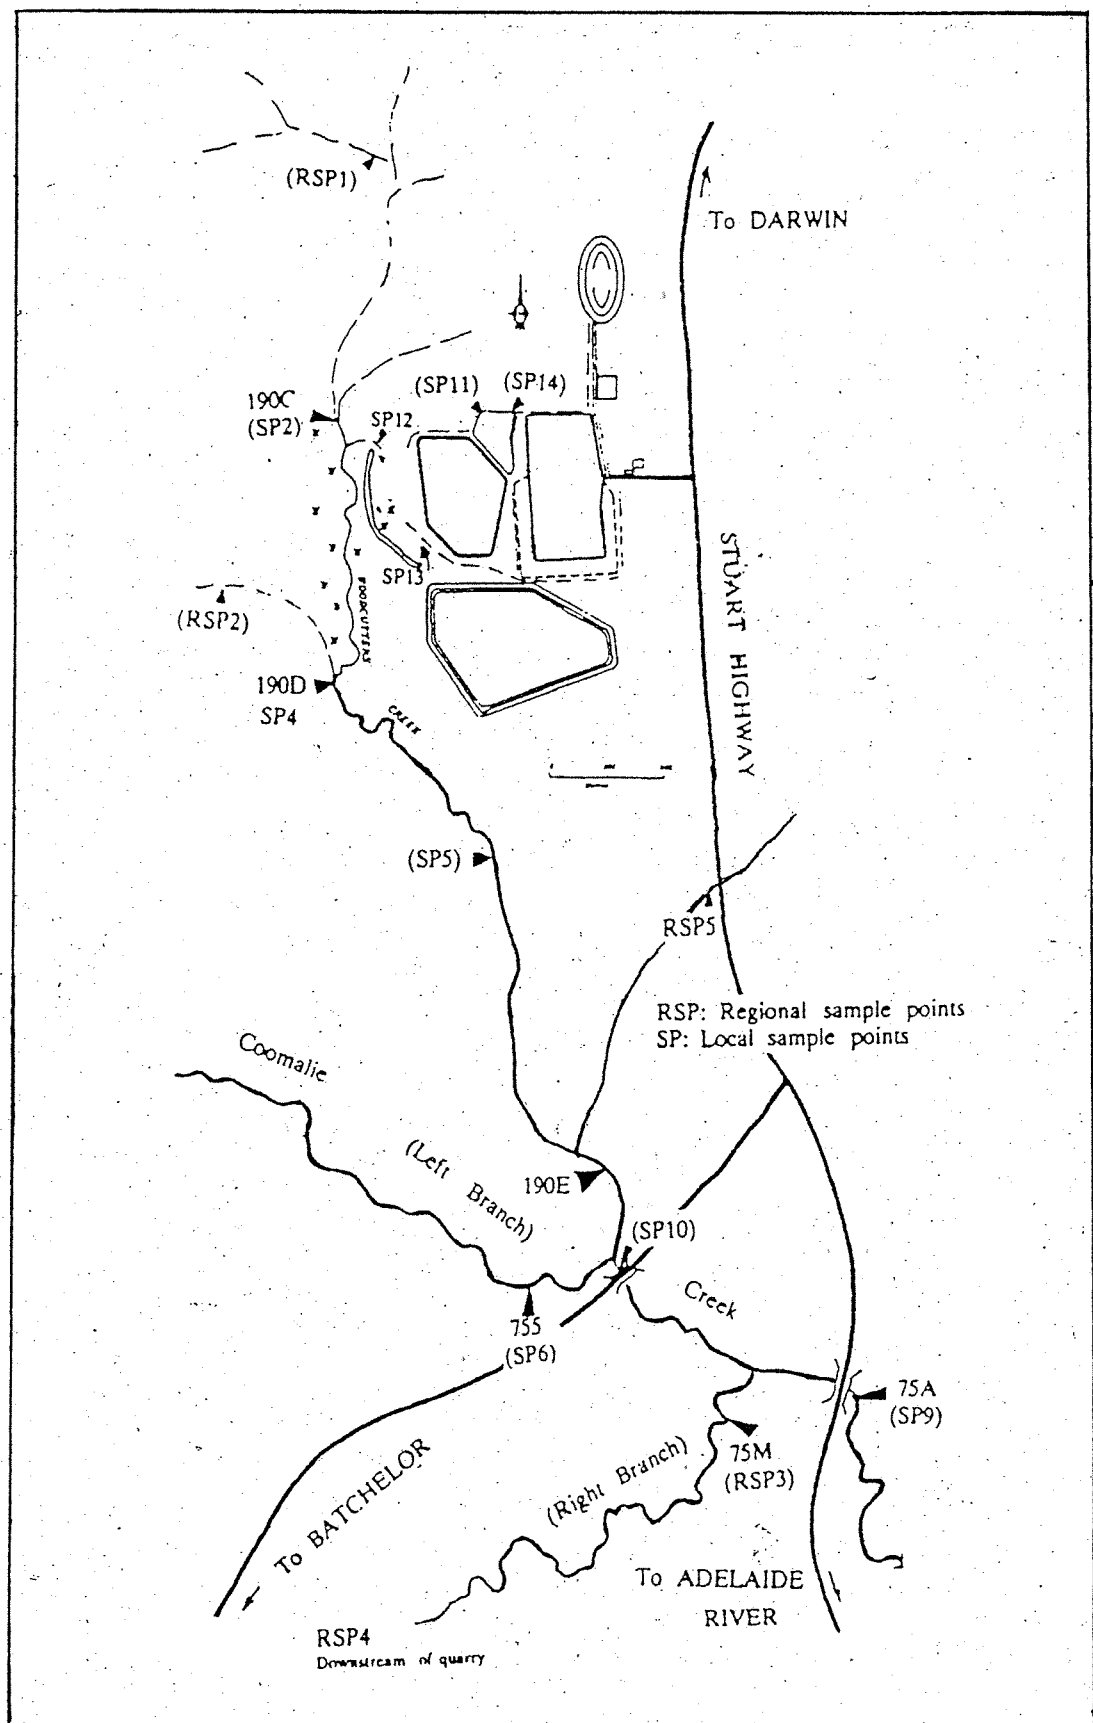 (RSP1)
To DARWIN
(SP11)
(SP14)
190C
(SP2)
SP12
SP13
(RSP2)
WOODCUTTERS
190D
SP4
CREEK
STUART HIGHWAY
(SP5)
RSP5
RSP: Regional sample points
SP: Local sample points
Coomalie
(Left Branch)
190E
(SP10)
Creek
755
(SP6)
75A
(SP9)
75M
(RSP3)
(Right Branch)
To BATCHELOR
To ADELAIDE
RIVER
RSP4
Downstream of quarry